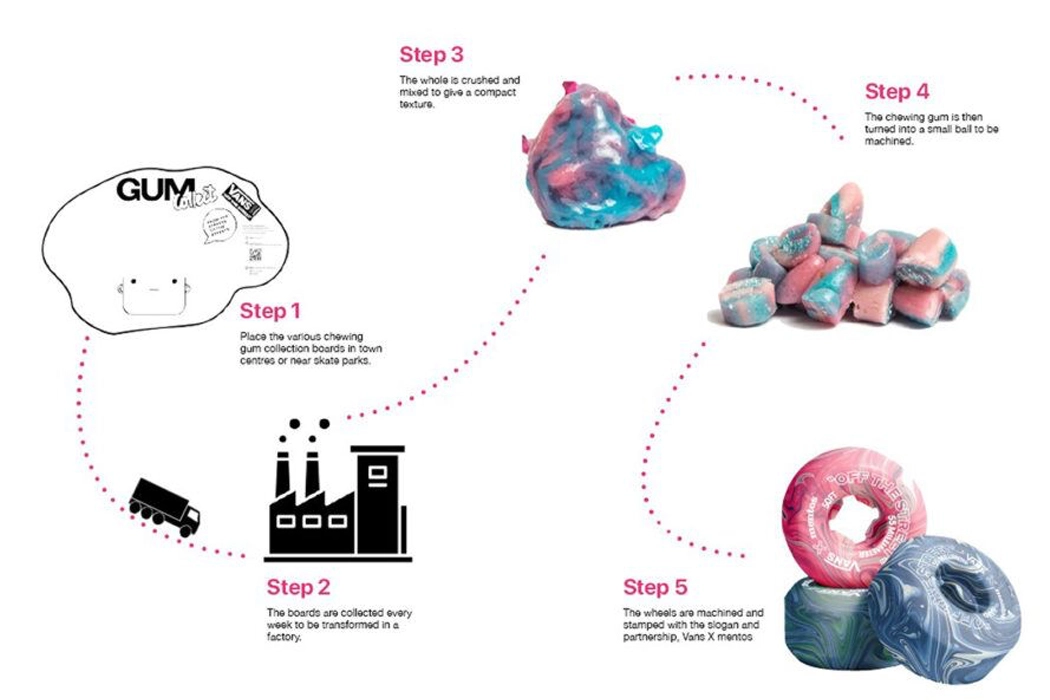 GUM
collect
VANS
Step 1
Place the various chewing
gum collection boards in town
centres or near skate parks.
Step 2
The boards are collected every
week to be transformed in a
factory.
Step 3
The whole is crushed and
mixed to give a compact
texture.
Step 4
The chewing gum is then
turned into a small ball to be
machined.
Step 5
The wheels are machined and
stamped with the slogan and
partnership, Vans X mentos
"OFF THE STREET
SOFT
VANS X mentos